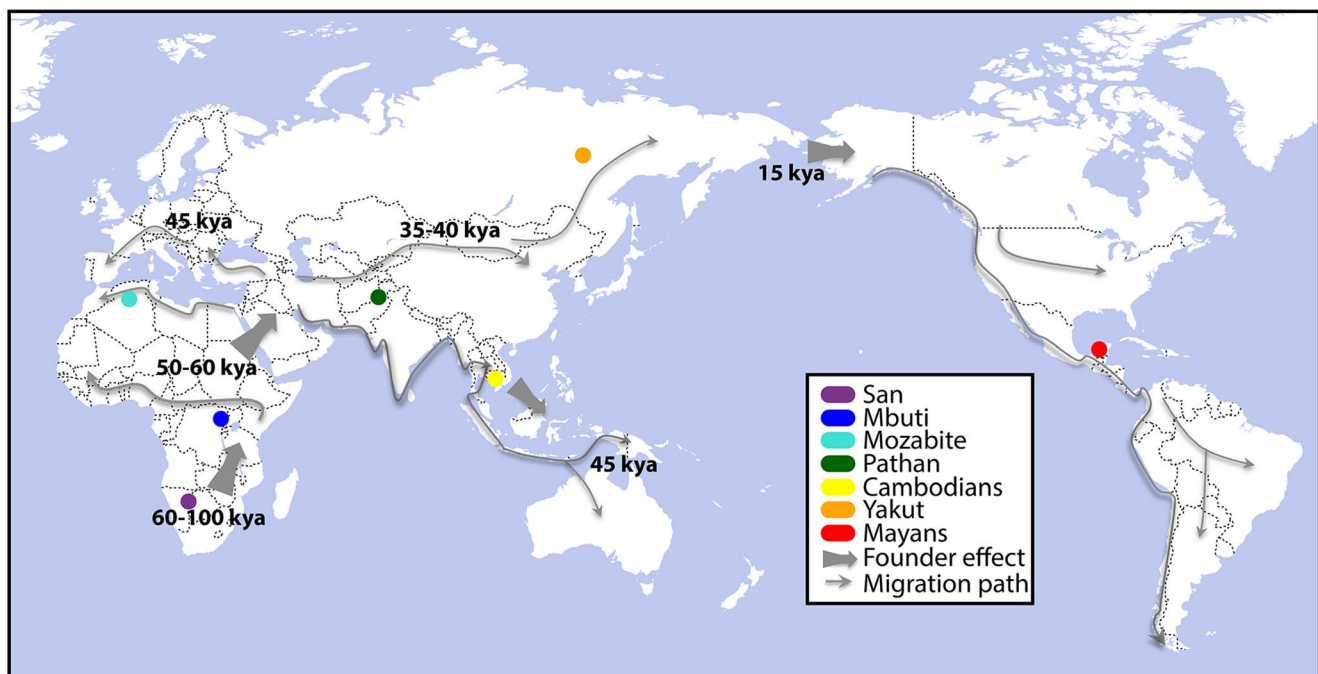 15 kya
45 kya
35-40 kya
50-60 kya
45 kya
60-100 kya
San
Mbuti
Mozabite
Pathan
Cambodians
Yakut
Mayans
Founder effect
Migration path